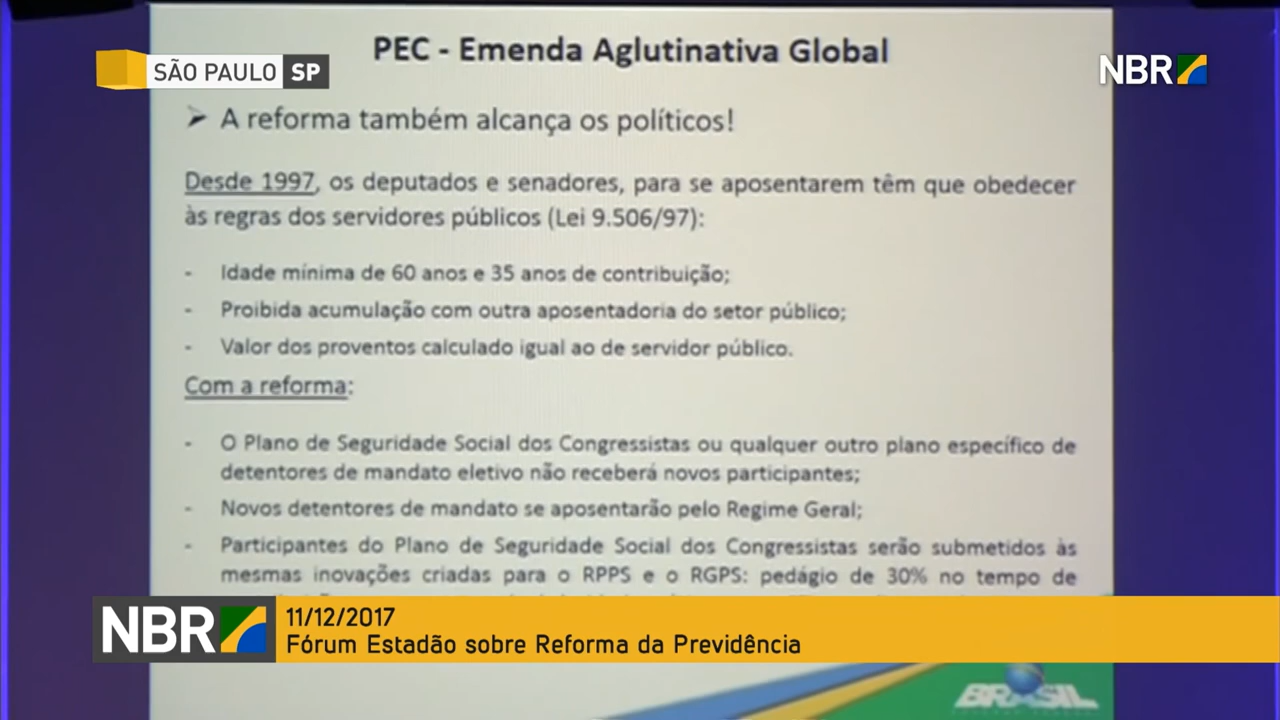 PEC - Emenda Aglutinativa Global
SÃO PAULO SP
NBR
➢ A reforma também alcança os políticos!
Desde 1997, os deputados e senadores, para se aposentarem têm que obedecer
às regras dos servidores públicos (Lei 9.506/97):
- Idade mínima de 60 anos e 35 anos de contribuição;
- Proibida acumulação com outra aposentadoria do setor público;
- Valor dos proventos calculado igual ao de servidor público.
Com a reforma:
- O Plano de Seguridade Social dos Congressistas ou qualquer outro plano específico de
detentores de mandato eletivo não receberá novos participantes;
- Novos detentores de mandato se aposentarão pelo Regime Geral;
- Participantes do Plano de Seguridade Social dos Congressistas serão submetidos às
mesmas inovações criadas para o RPPS e o RGPS: pedágio de 30% no tempo de
NBR
11/12/2017
Fórum Estadão sobre Reforma da Previdência
BRASIL